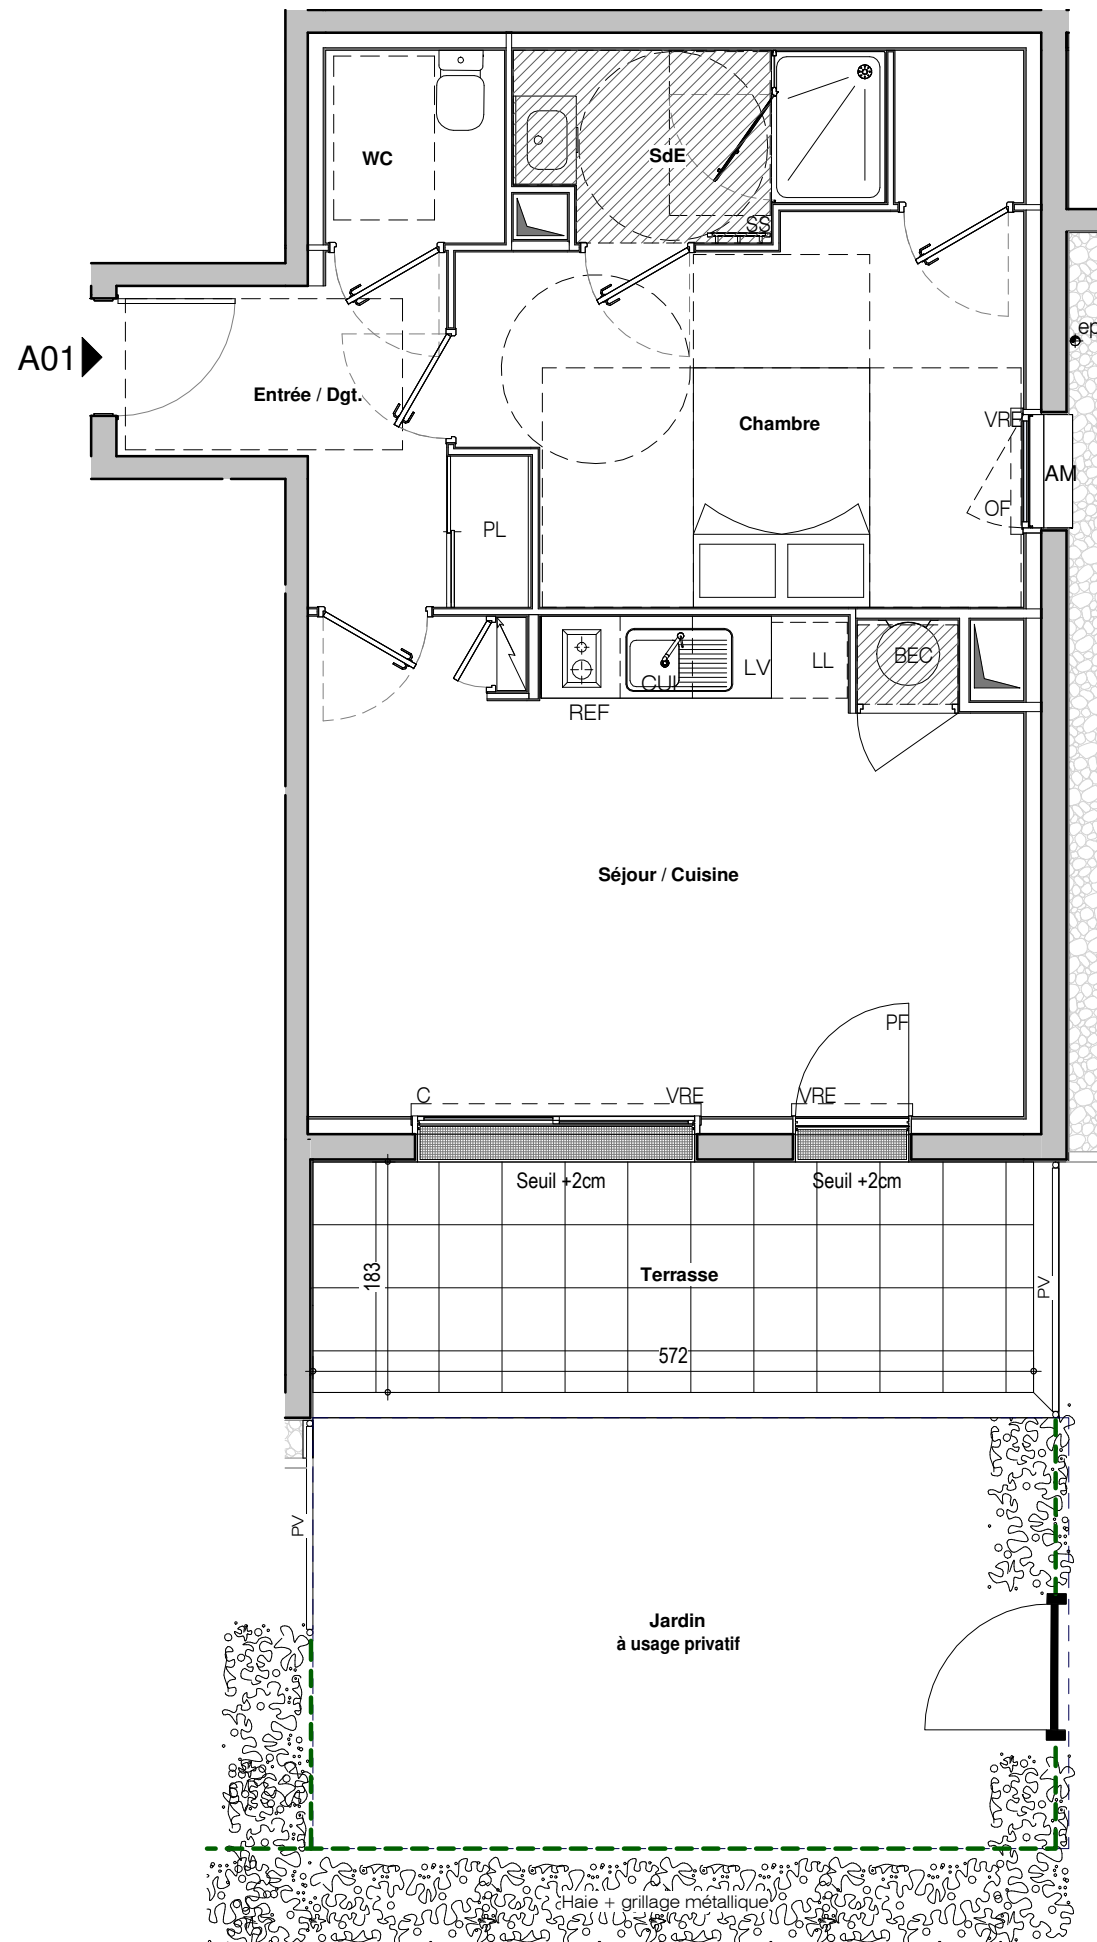 WC
SdE
SS
A01
ep
Entrée / Dgt.
Chambre
VRE
AM
OF
PL
BEC
LL
LV
CUI
REF
Séjour / Cuisine
PF
C
VRE
VRE
Seuil +2cm
Seuil +2cm
183
Terrasse
PV
572
PV
Jardin
à usage privatif
Haie + grillage métallique